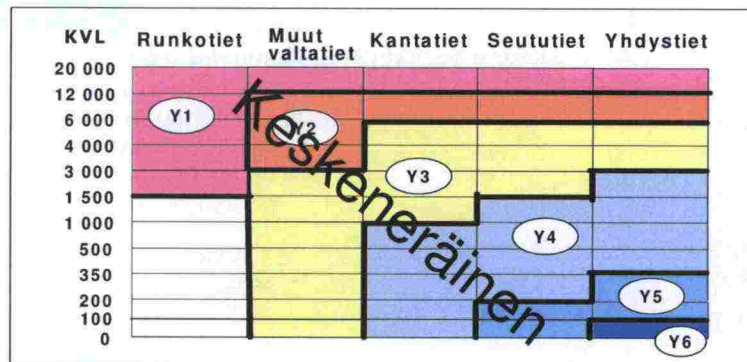 KVL Runkotiet Muut valtatiet Kantatiet Seututiet Yhdystiet
20 000
12 000
Y1
6 000
Y2
4 000
3 000
Y3
1 500
1 000
Y4
500
350
Y5
200
100
0
Y6
Keskeneräinen